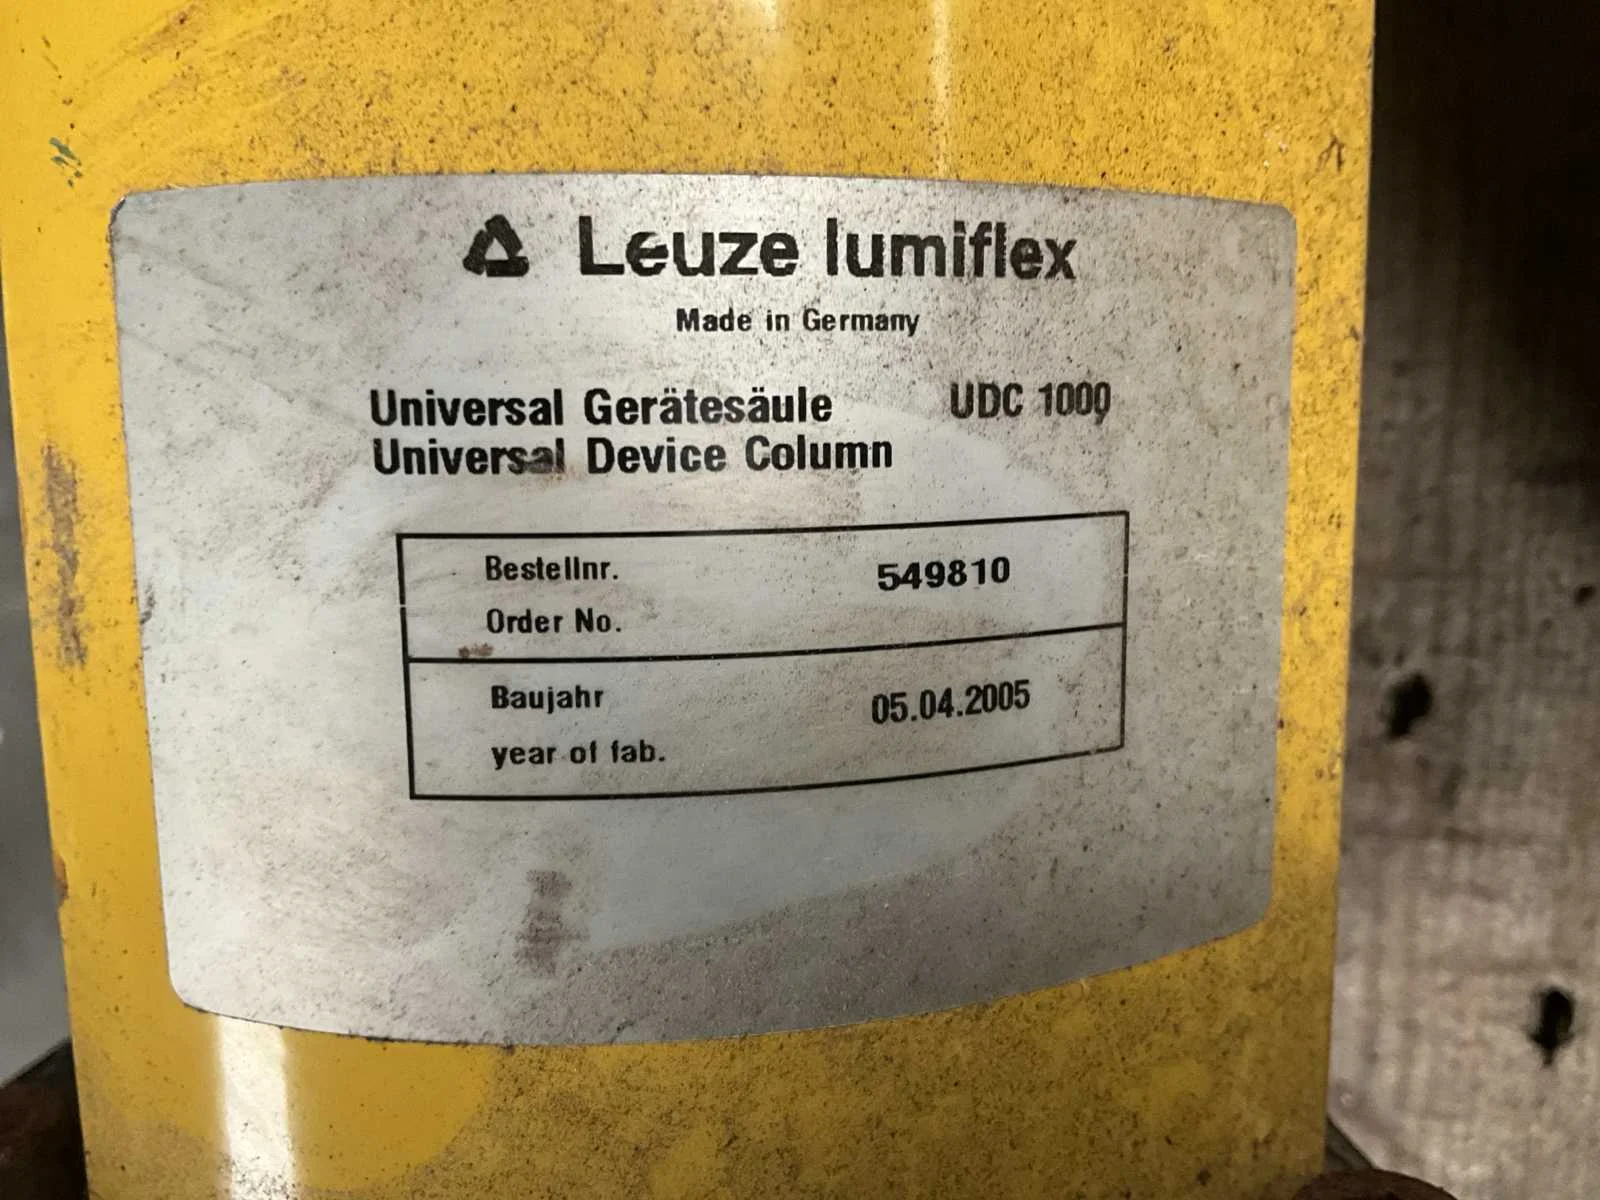 Leuze lumiflex
Made in Germany
Universal Gerätesäule UDC 1000
Universal Device Column
Bestellnr. 549810
Order No.
Baujahr 05.04.2005
year of fab.